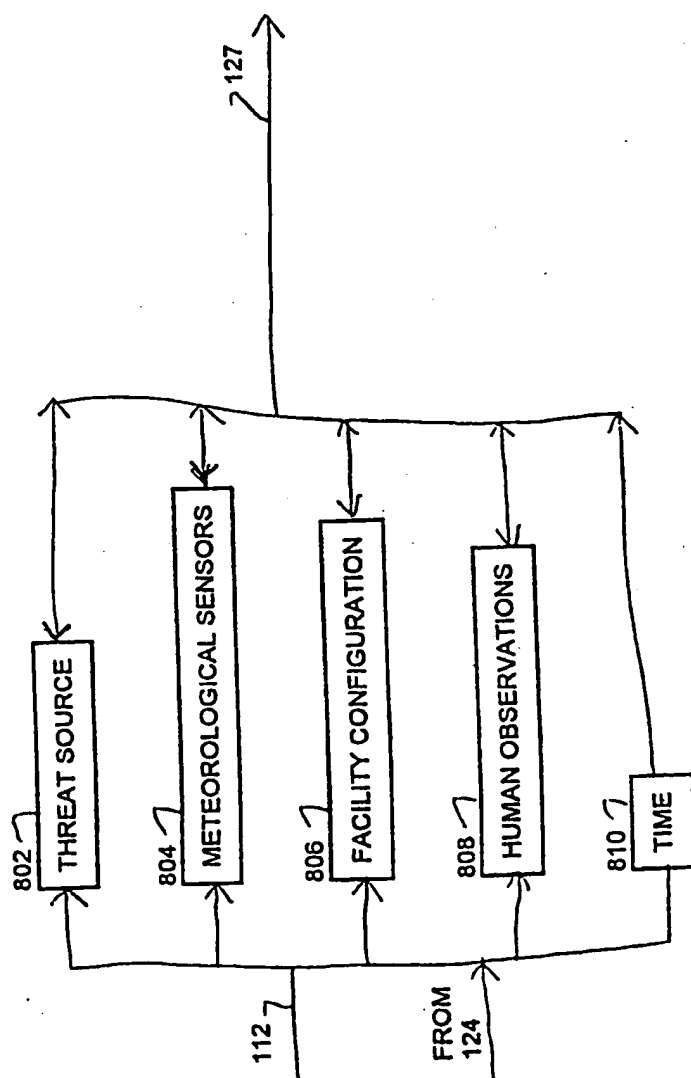 802
THREAT SOURCE
804
METEOROLOGICAL SENSORS
806
FACILITY CONFIGURATION
808
HUMAN OBSERVATIONS
810
TIME
112
FROM
124
127